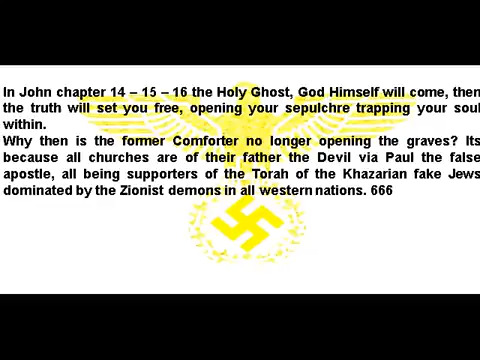 In John chapter 14 – 15 – 16 the Holy Ghost, God Himself will come, then
the truth will set you free, opening your sepulchre trapping your soul
within.
Why then is the former Comforter no longer opening the graves? Its
because all churches are of their father the Devil via Paul the false
apostle, all being supporters of the Torah of the Khazarian fake Jews
dominated by the Zionist demons in all western nations. 666